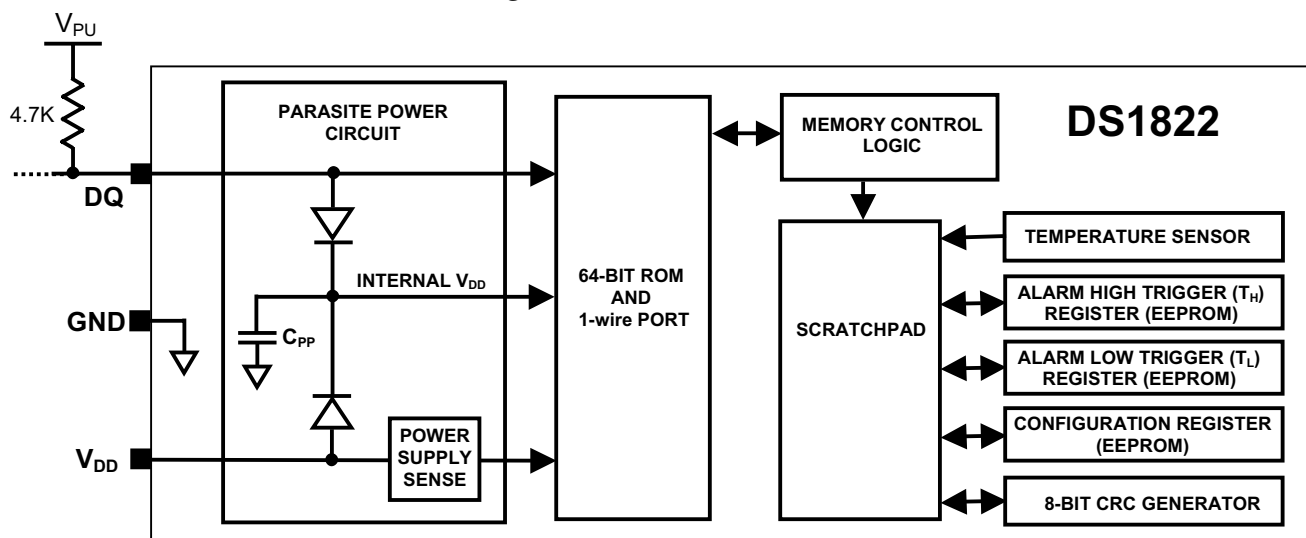 V_PU
4.7K
DQ
GND
V_DD
PARASITE POWER
CIRCUIT
INTERNAL V_DD
C_PP
POWER
SUPPLY
SENSE
64-BIT ROM
AND
1-wire PORT
MEMORY CONTROL
LOGIC
DS1822
SCRATCHPAD
TEMPERATURE SENSOR
ALARM HIGH TRIGGER (T_H)
REGISTER (EEPROM)
ALARM LOW TRIGGER (T_L)
REGISTER (EEPROM)
CONFIGURATION REGISTER
(EEPROM)
8-BIT CRC GENERATOR